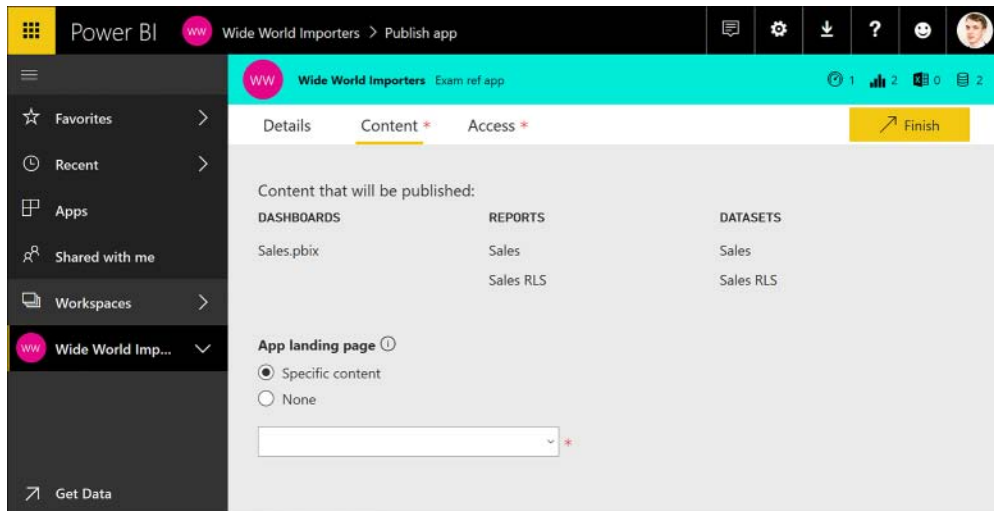 Power BI
WW
Wide World Importers > Publish app
?
WW
Wide World Importers Exam ref app
1
2
0
2
Favorites
Recent
Apps
Shared with me
Workspaces
WW
Wide World Imp...
Get Data
Details
Content *
Access *
Finish
Content that will be published:
DASHBOARDS REPORTS DATASETS
Sales.pbix Sales Sales
Sales RLS Sales RLS
App landing page
Specific content
None
*